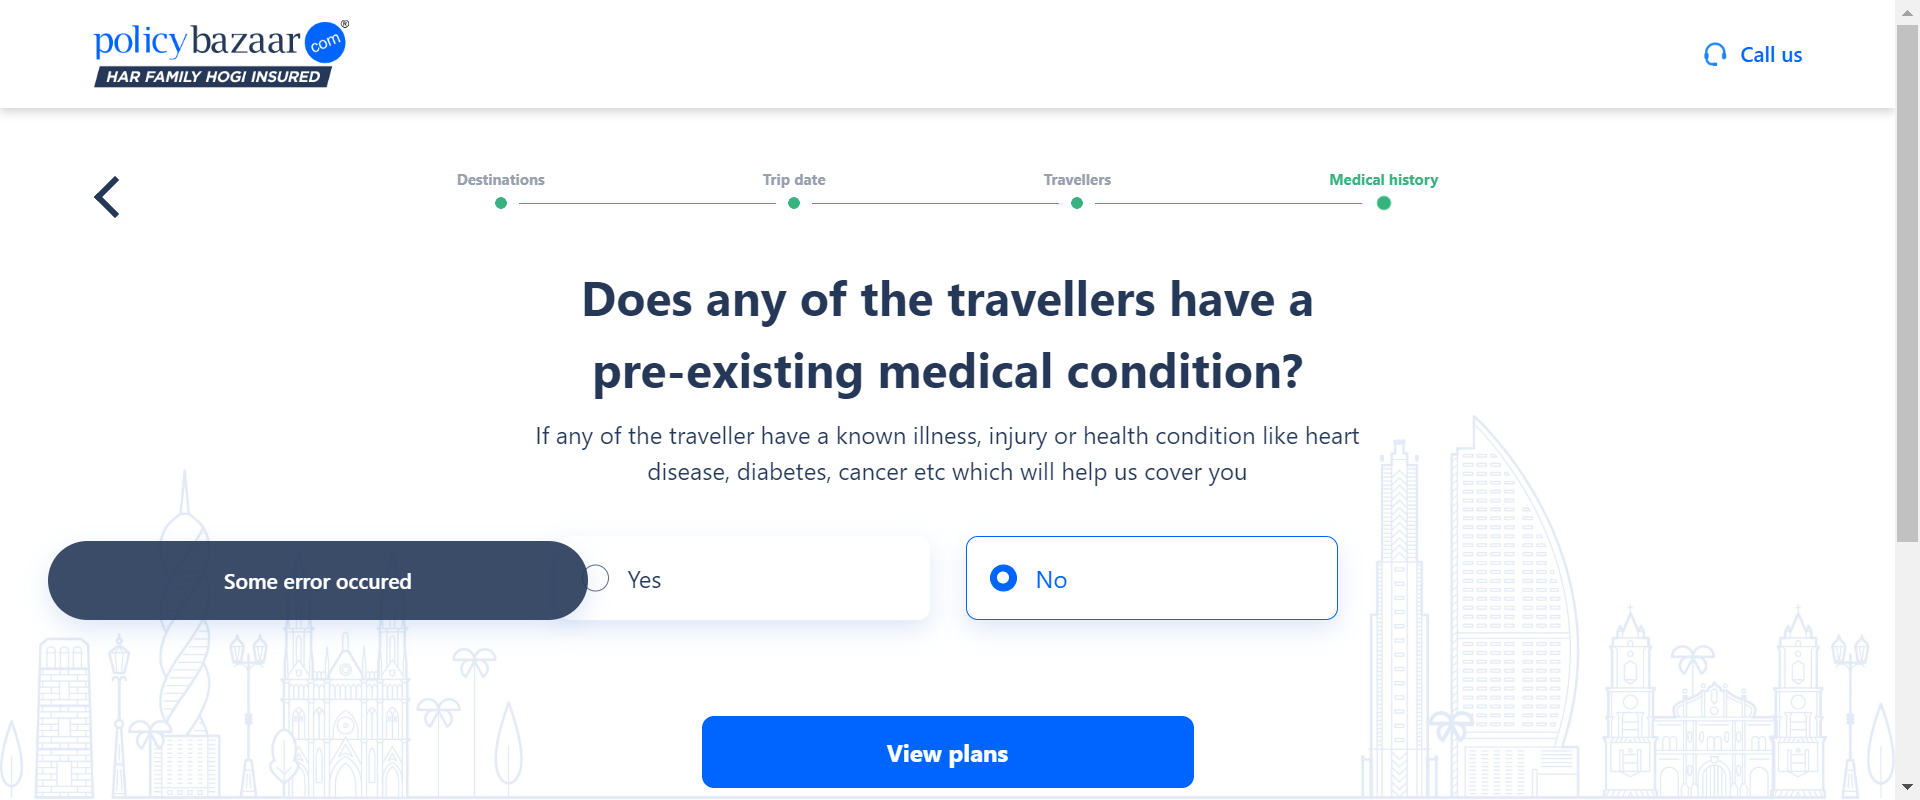 policybazaar com ®
HAR FAMILY HOGI INSURED
Call us
Destinations
Trip date
Travellers
Medical history
Does any of the travellers have a
pre-existing medical condition?
If any of the traveller have a known illness, injury or health condition like heart
disease, diabetes, cancer etc which will help us cover you
Some error occured
Yes
No
View plans